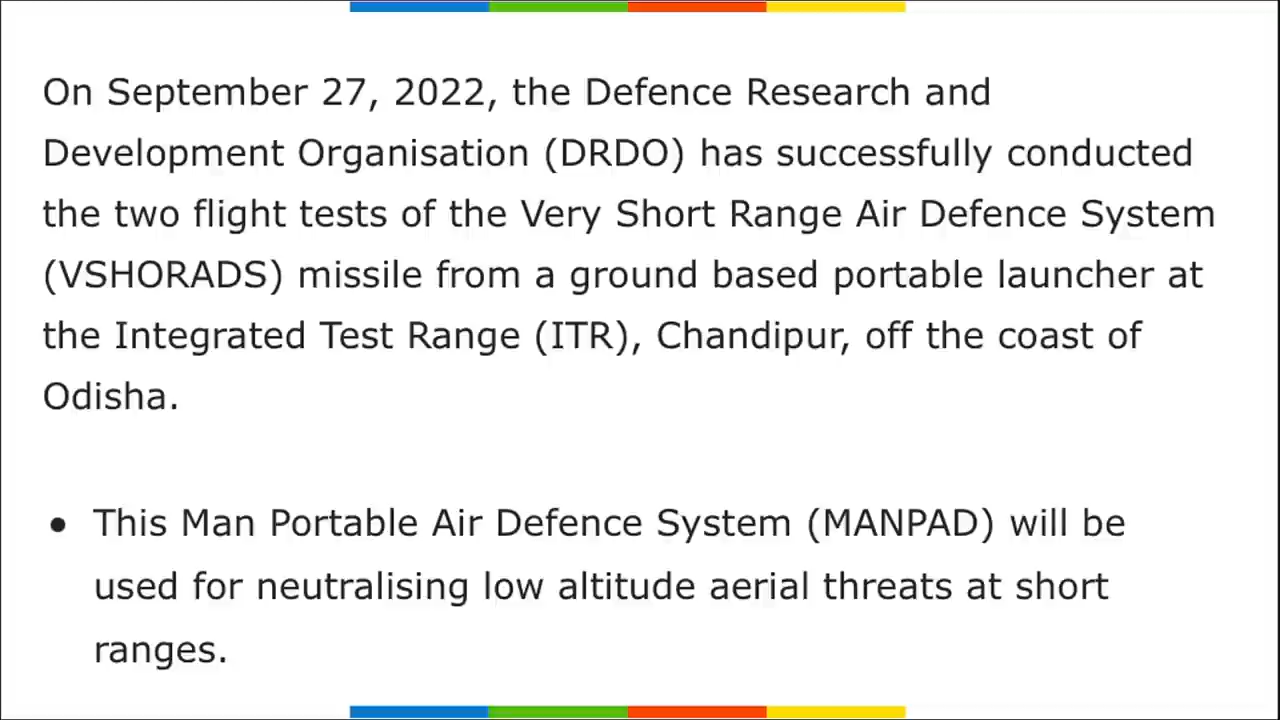 On September 27, 2022, the Defence Research and
Development Organisation (DRDO) has successfully conducted
the two flight tests of the Very Short Range Air Defence System
(VSHORADS) missile from a ground based portable launcher at
the Integrated Test Range (ITR), Chandipur, off the coast of
Odisha.
● This Man Portable Air Defence System (MANPAD) will be
used for neutralising low altitude aerial threats at short
ranges.